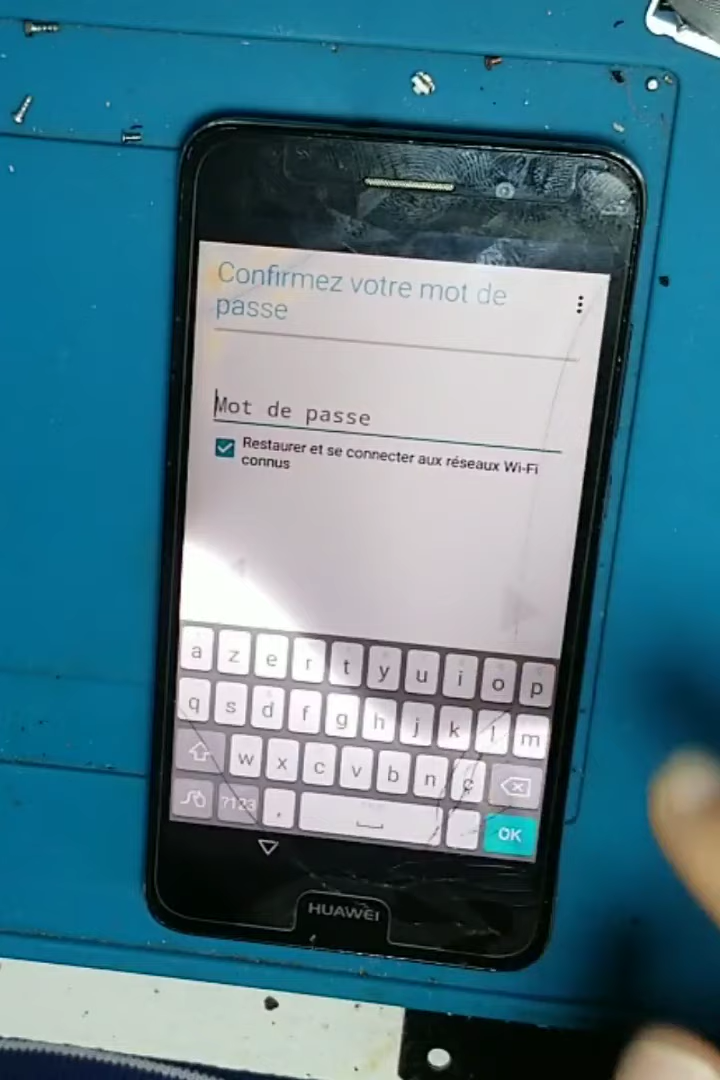 Confirmez votre mot de
passe
Mot de passe
Restaurer et se connecter aux réseaux Wi-Fi
connus
a z e r t y u i o p
q s d f g h j k l m
w x c v b n ç
?123 , OK
HUAWEI